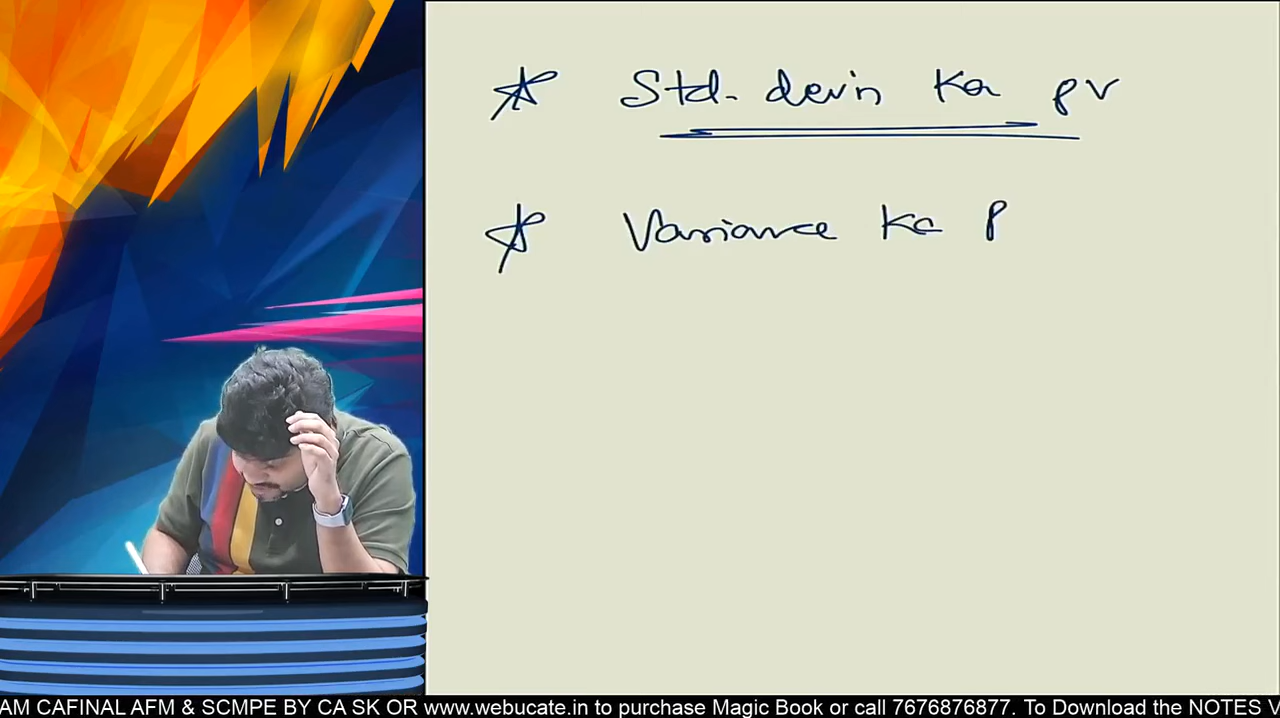 * Std. dev'n Ka PV
* Variance Ka P
AM CAFINAL AFM & SCMPE BY CA SK OR www.webucate.in to purchase Magic Book or call 7676876877. To Download the NOTES V